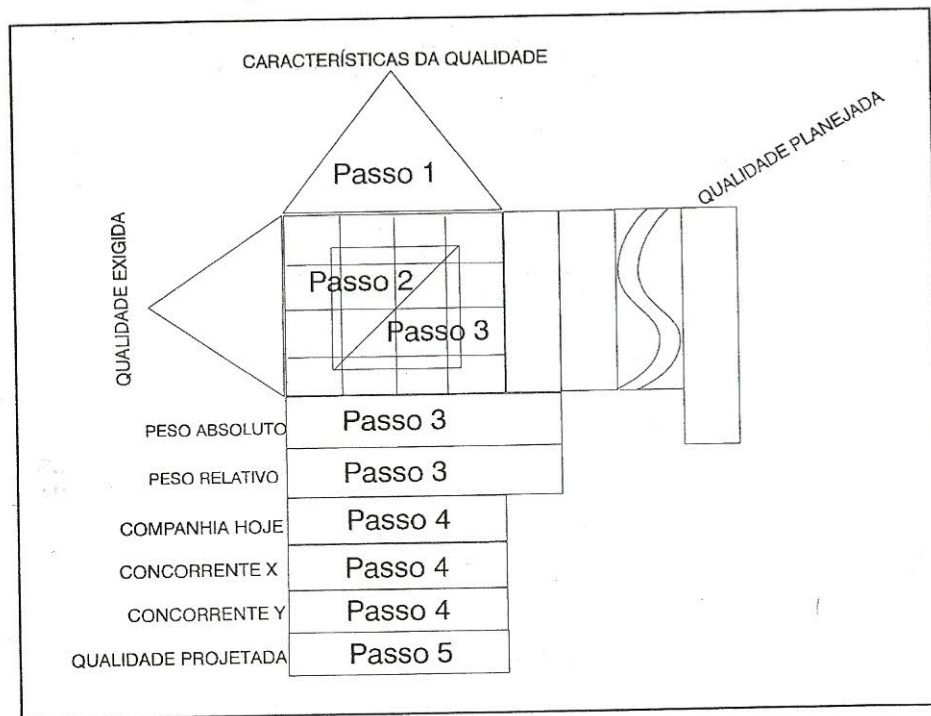 CARACTERÍSTICAS DA QUALIDADE
QUALIDADE PLANEJADA
Passo 1
QUALIDADE EXIGIDA
Passo 2
Passo 3
PESO ABSOLUTO Passo 3
PESO RELATIVO Passo 3
COMPANHIA HOJE Passo 4
CONCORRENTE X Passo 4
CONCORRENTE Y Passo 4
QUALIDADE PROJETADA Passo 5